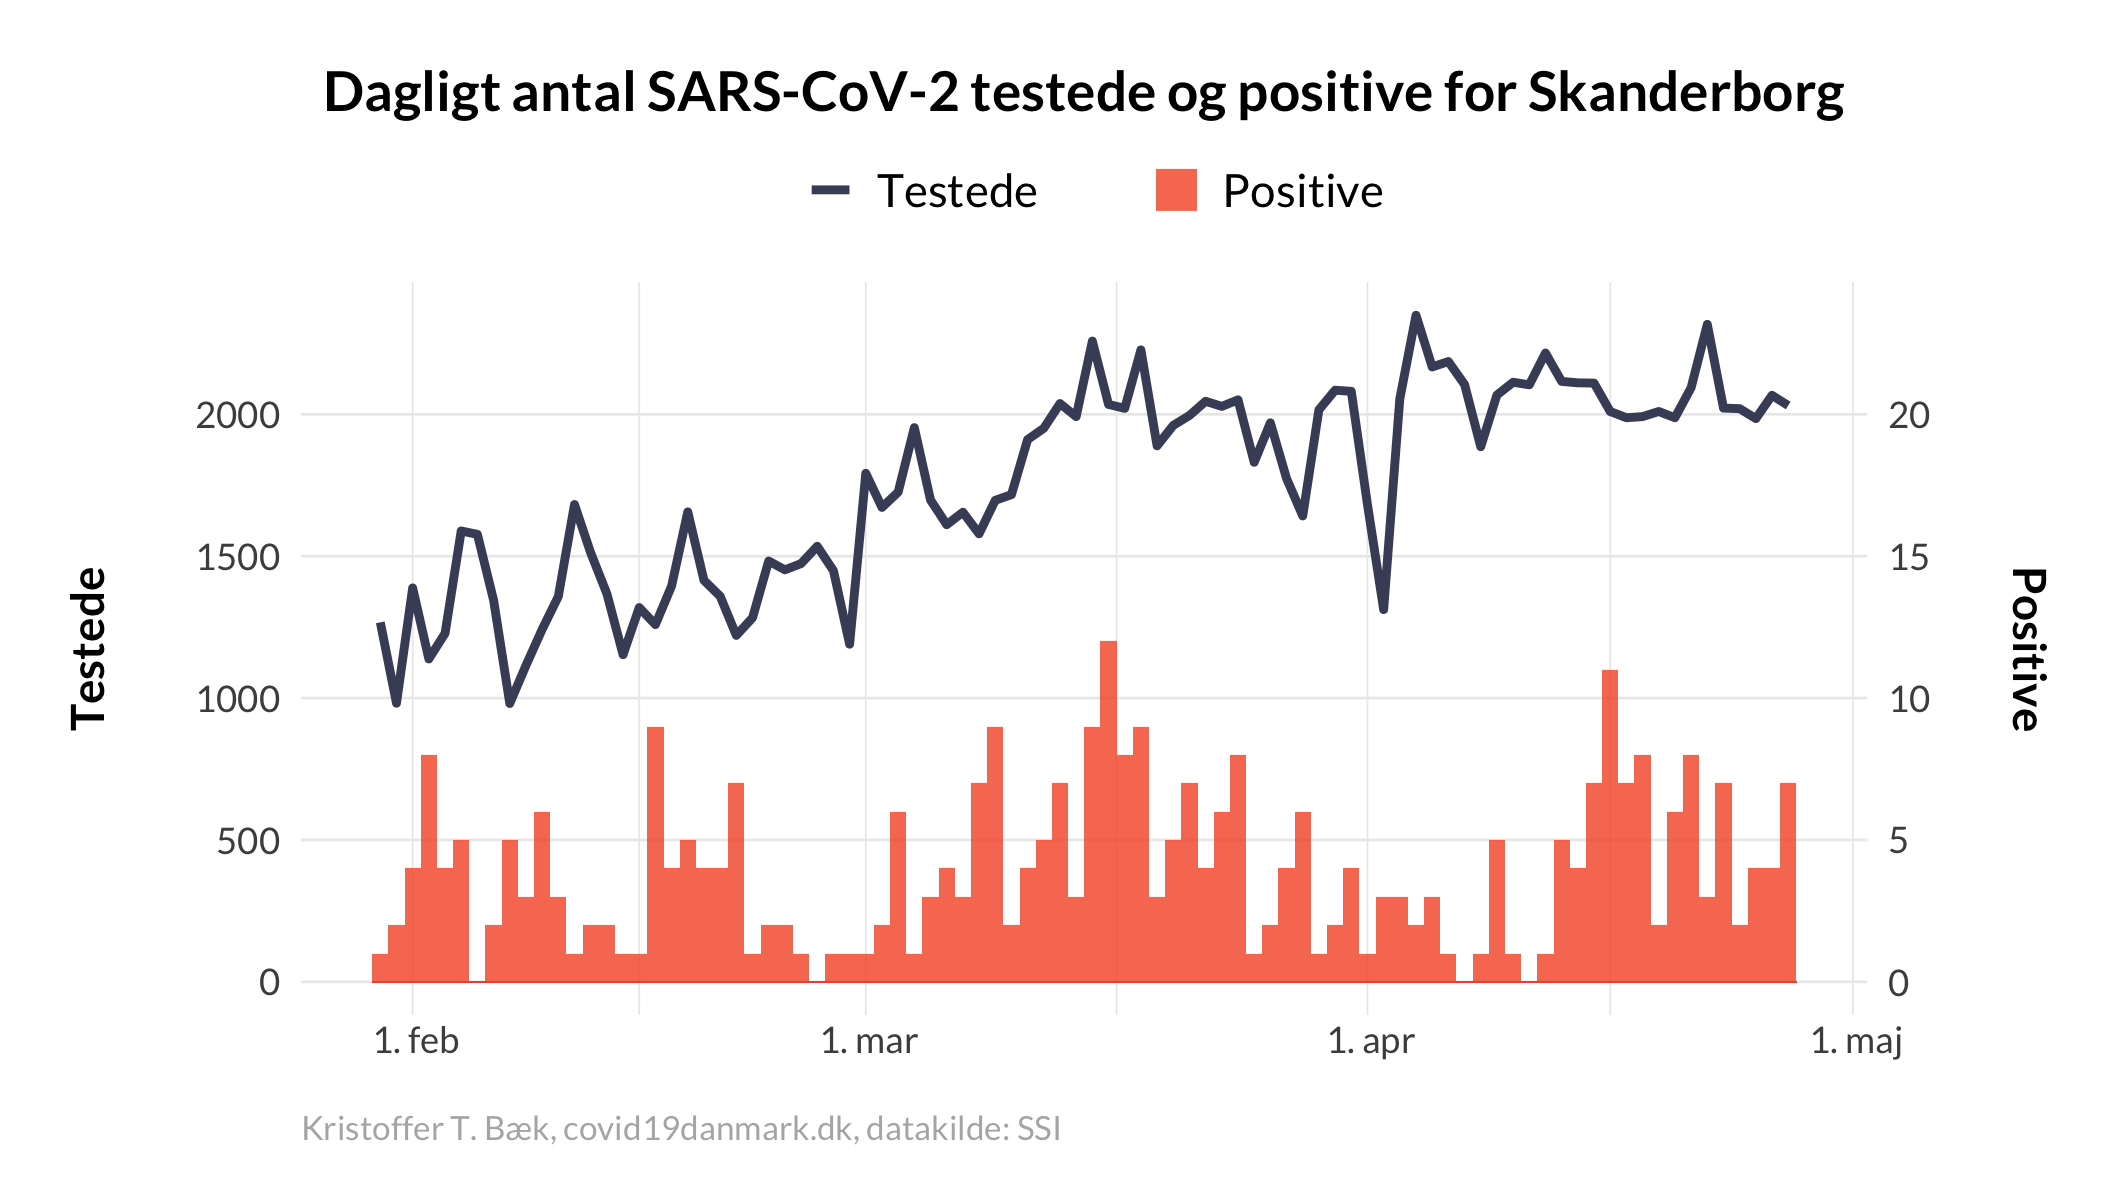 Dagligt antal SARS-CoV-2 testede og positive for Skanderborg
Testede
Positive
2000
1500
1000
500
0
Testede
20
15
10
5
0
Positive
1. feb
1. mar
1. apr
1. maj
Kristoffer T. Bæk, covid19danmark.dk, datakilde: SSI